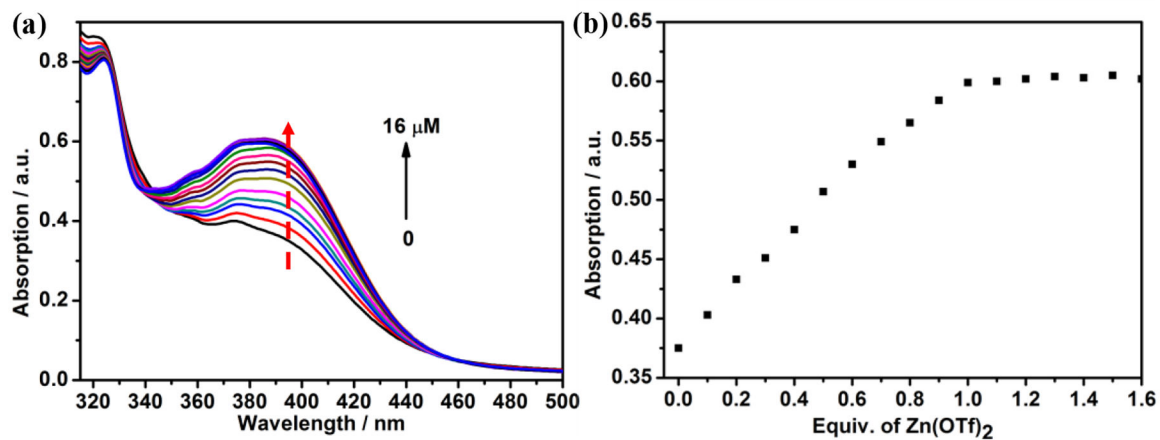 (a)
0.8
0.6
0.4
0.2
0.0
Absorption / a.u.
16 μM
0
320 340 360 380 400 420 440 460 480 500
Wavelength / nm
(b)
0.65
0.60
0.55
0.50
0.45
0.40
0.35
Absorption / a.u.
0.0 0.2 0.4 0.6 0.8 1.0 1.2 1.4 1.6
Equiv. of Zn(OTf)2